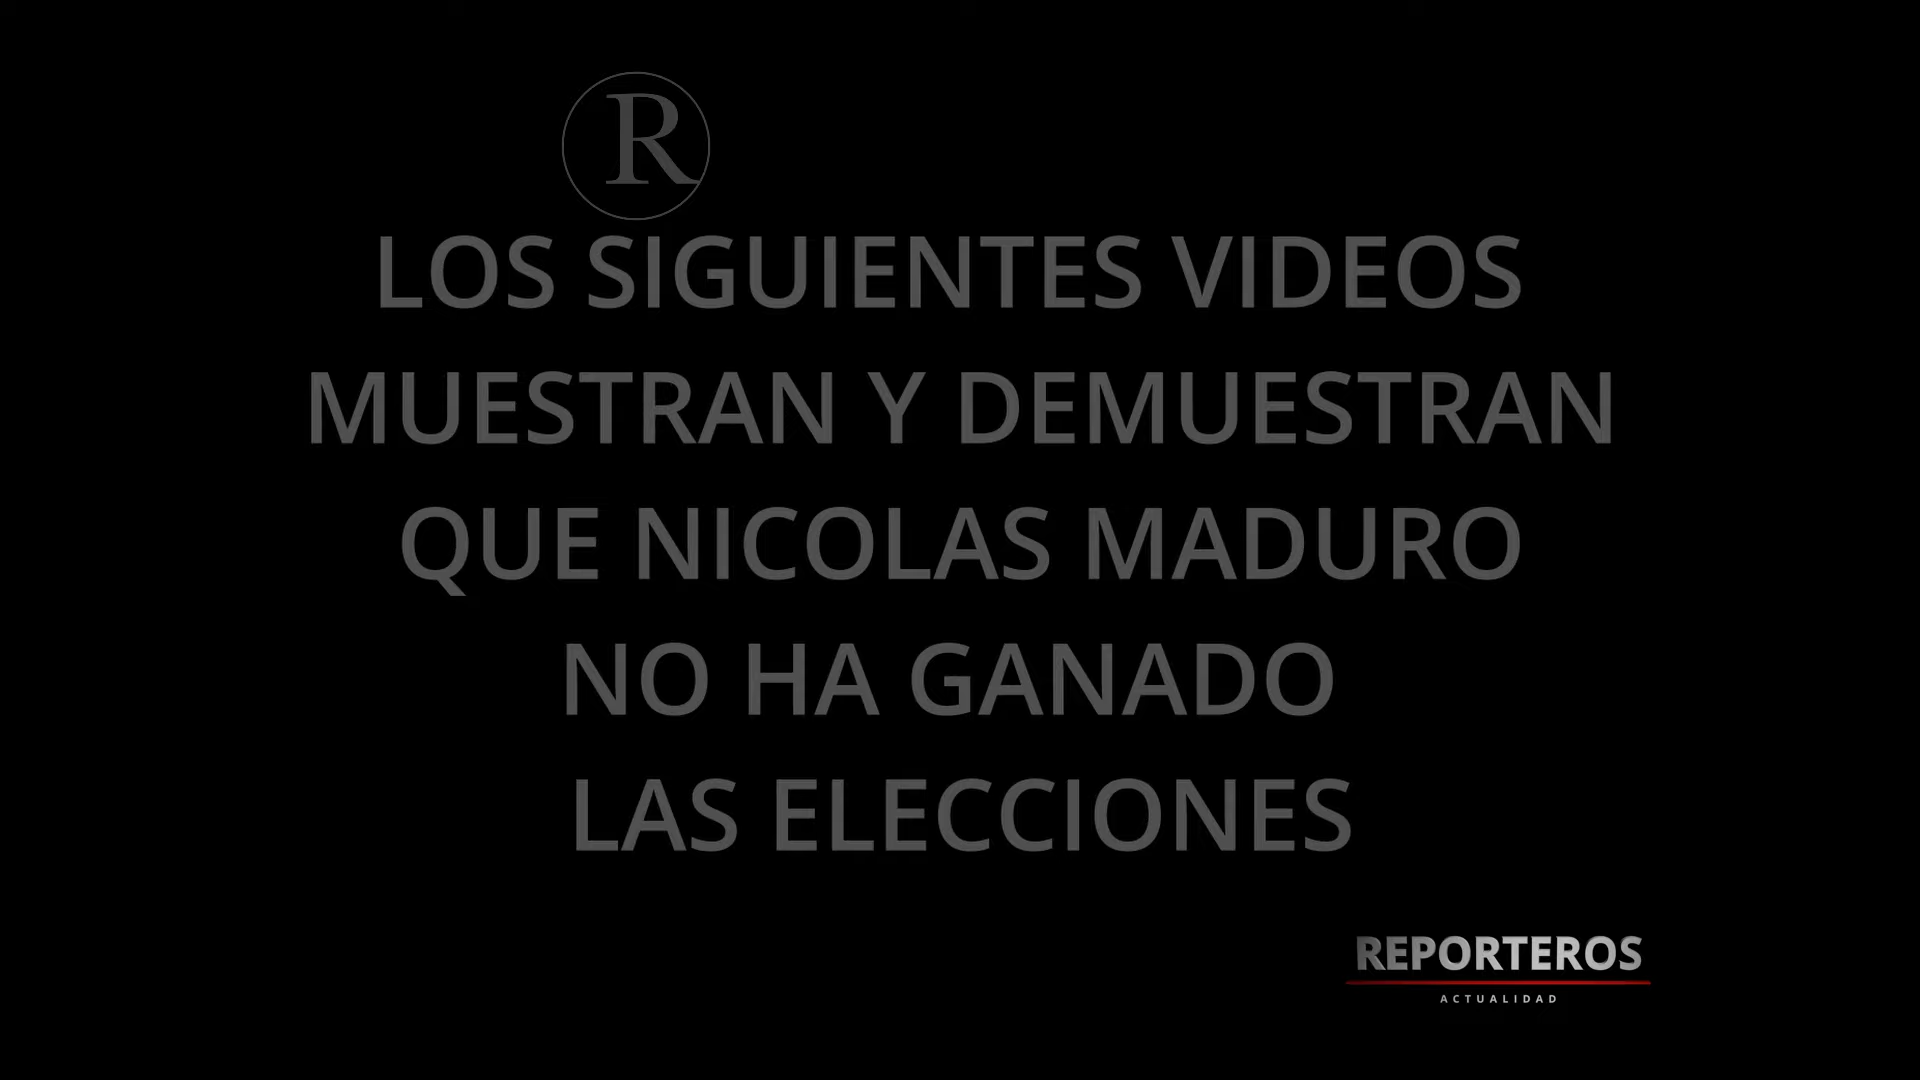 R
LOS SIGUIENTES VIDEOS
MUESTRAN Y DEMUESTRAN
QUE NICOLAS MADURO
NO HA GANADO
LAS ELECCIONES
REPORTEROS
ACTUALIDAD